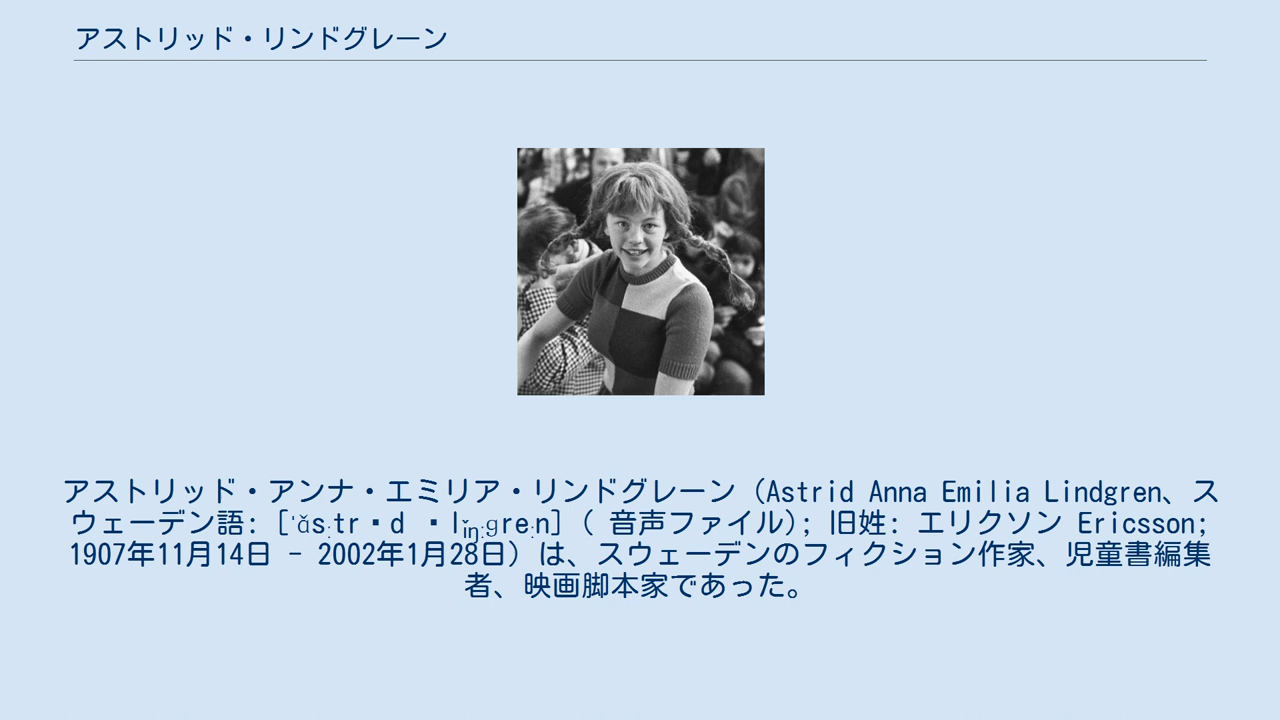 アストリッド・リンドグレーン
アストリッド・アンナ・エミリア・リンドグレーン（Astrid Anna Emilia Lindgren、ス
ウェーデン語: [ˈǎsːtr▪d ▪lɪ̌ŋːɡreːn] ( 音声ファイル); 旧姓: エリクソン Ericsson;
1907年11月14日 - 2002年1月28日）は、スウェーデンのフィクション作家、児童書編集
者、映画脚本家であった。